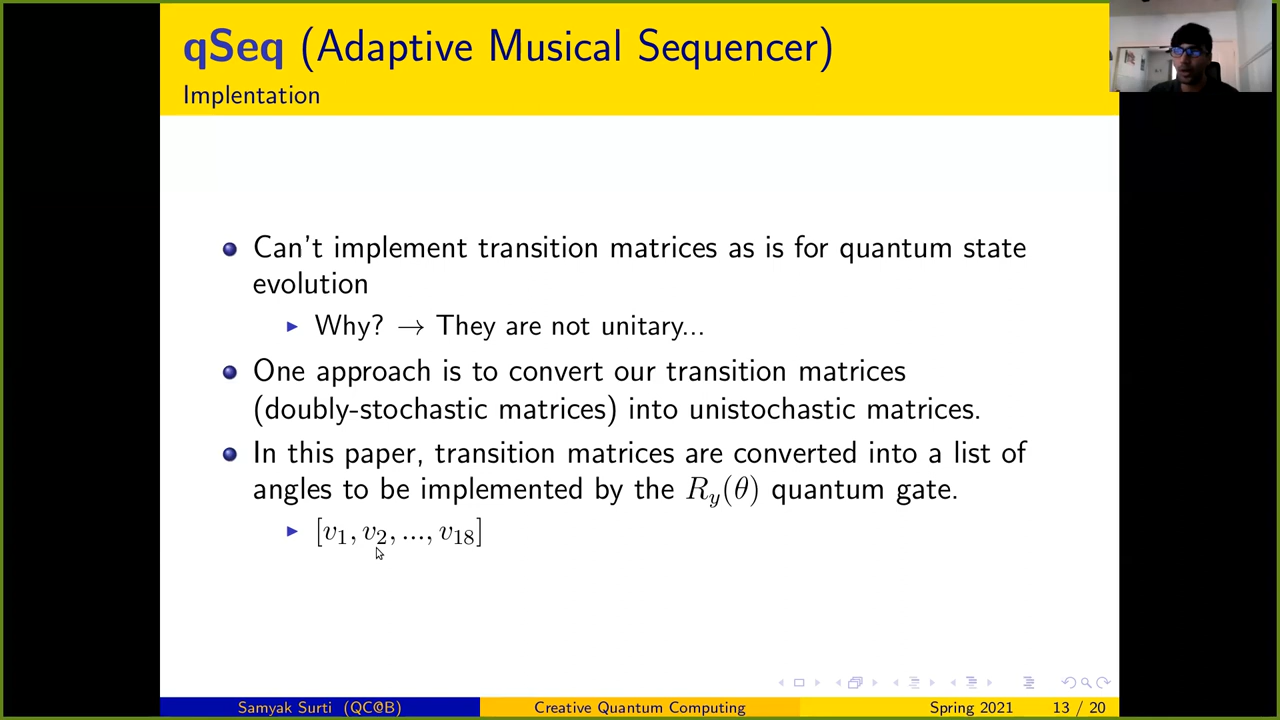 qSeq (Adaptive Musical Sequencer)
Implentation
Can't implement transition matrices as is for quantum state
evolution
Why? → They are not unitary...
One approach is to convert our transition matrices
(doubly-stochastic matrices) into unistochastic matrices.
In this paper, transition matrices are converted into a list of
angles to be implemented by the R_y(θ) quantum gate.
[v_1, v_2, ..., v_18]
Samyak Surti (QC@B) Creative Quantum Computing Spring 2021 13 / 20